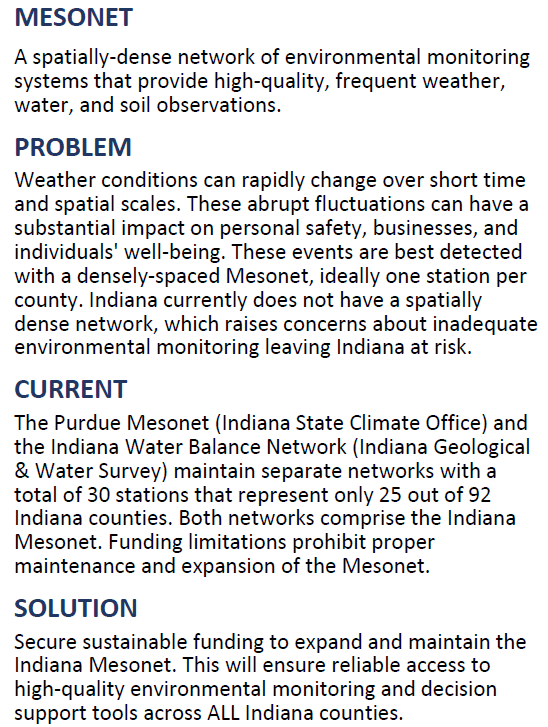 MESONET
A spatially-dense network of environmental monitoring
systems that provide high-quality, frequent weather,
water, and soil observations.
PROBLEM
Weather conditions can rapidly change over short time
and spatial scales. These abrupt fluctuations can have a
substantial impact on personal safety, businesses, and
individuals' well-being. These events are best detected
with a densely-spaced Mesonet, ideally one station per
county. Indiana currently does not have a spatially
dense network, which raises concerns about inadequate
environmental monitoring leaving Indiana at risk.
CURRENT
The Purdue Mesonet (Indiana State Climate Office) and
the Indiana Water Balance Network (Indiana Geological
& Water Survey) maintain separate networks with a
total of 30 stations that represent only 25 out of 92
Indiana counties. Both networks comprise the Indiana
Mesonet. Funding limitations prohibit proper
maintenance and expansion of the Mesonet.
SOLUTION
Secure sustainable funding to expand and maintain the
Indiana Mesonet. This will ensure reliable access to
high-quality environmental monitoring and decision
support tools across ALL Indiana counties.